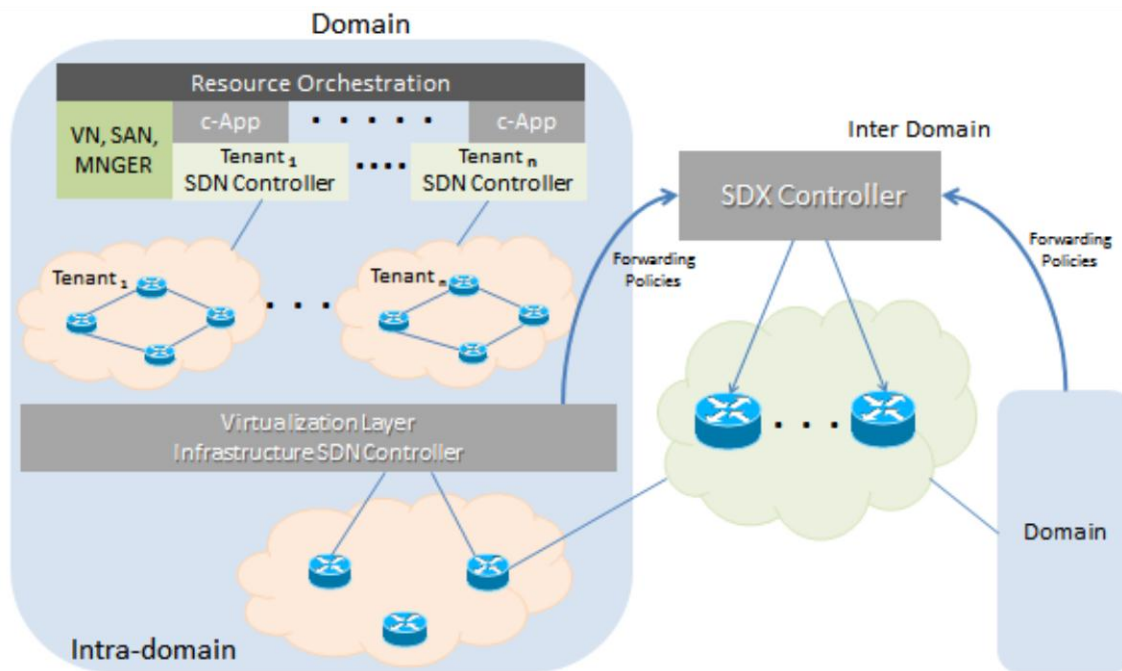 Domain
Resource Orchestration
VN, SAN,
MNGER
c-App
c-App
Tenant 1
SDN Controller
Tenant n
SDN Controller
Tenant 1
Tenant n
Virtualization Layer
Infrastructure SDN Controller
Intra-domain
Inter Domain
SDX Controller
Forwarding
Policies
Forwarding
Policies
Domain